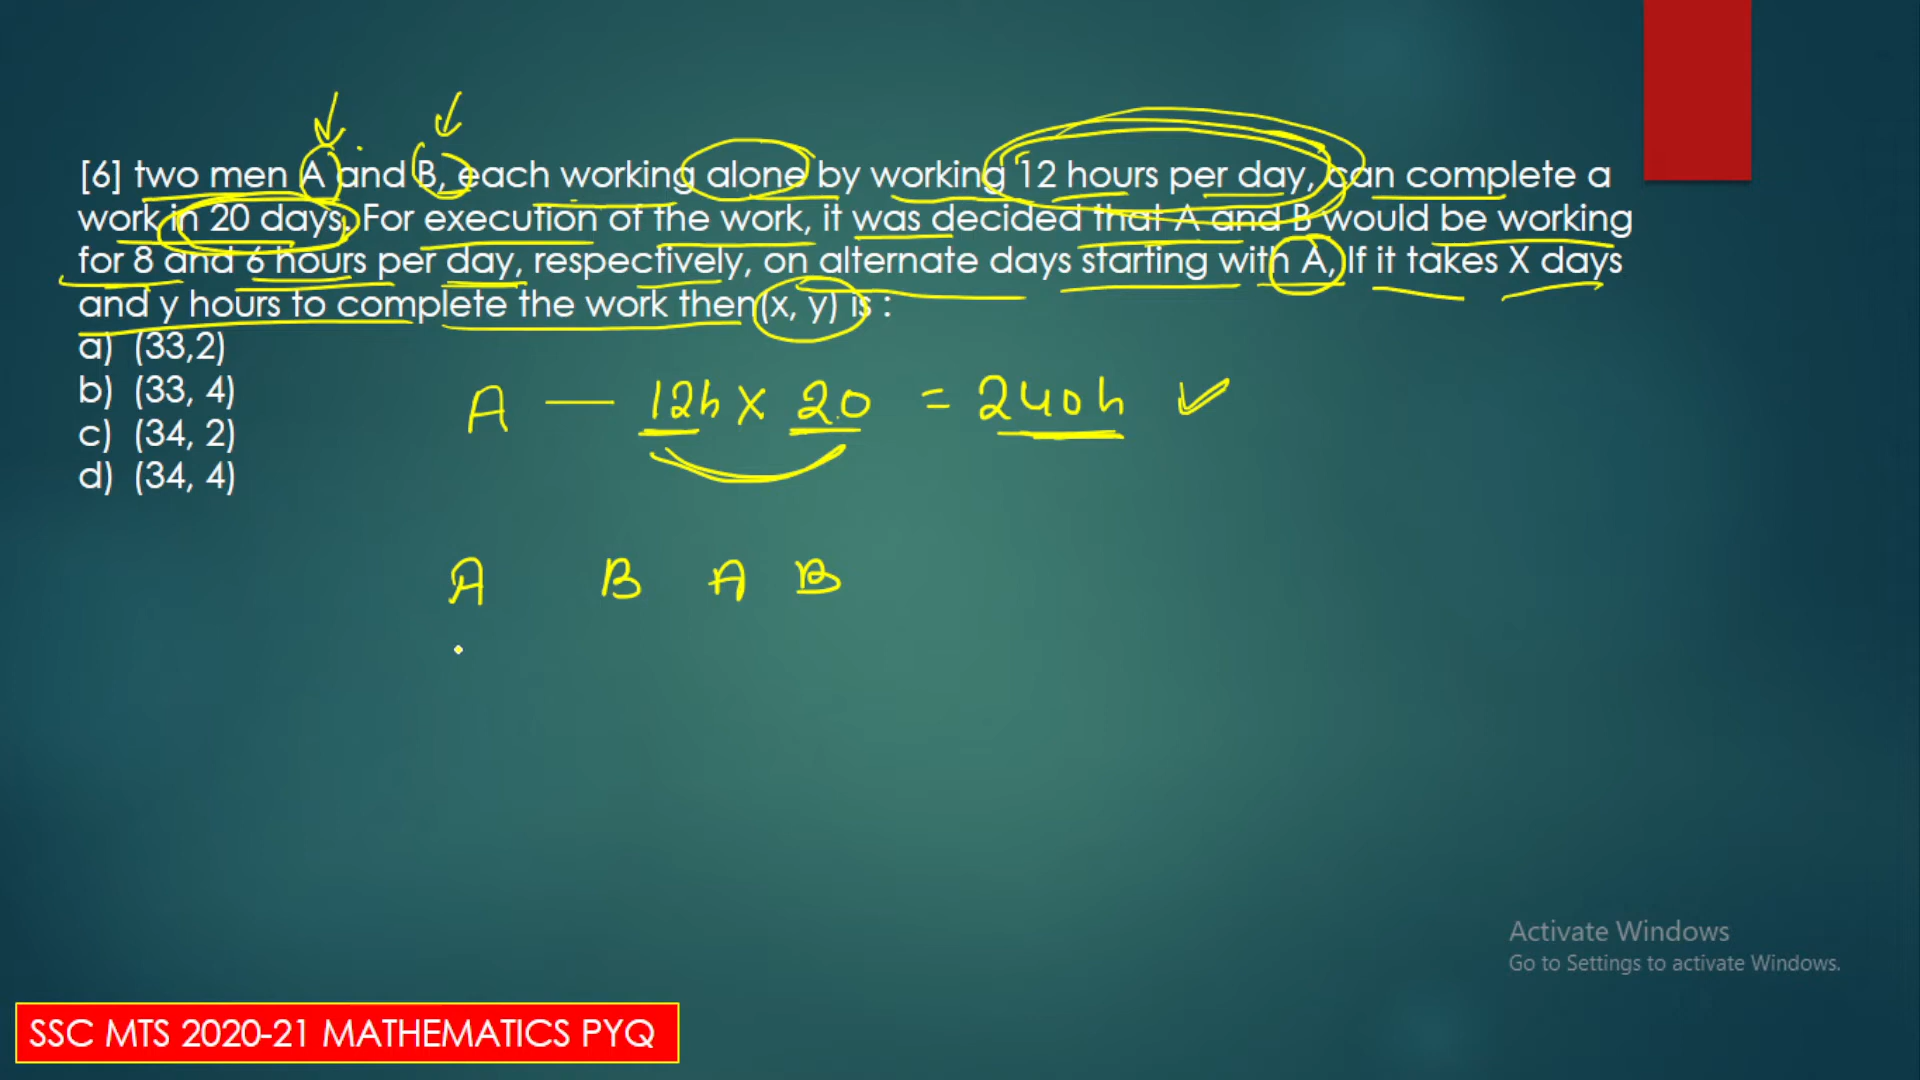 [6] two men A and B, each working alone by working 12 hours per day, can complete a
work in 20 days. For execution of the work, it was decided that A and B would be working
for 8 and 6 hours per day, respectively, on alternate days starting with A, If it takes X days
and y hours to complete the work then(x, y) is :
a) (33,2)
b) (33, 4)
c) (34, 2)
d) (34, 4)
A — 12h X 20 = 240h ✓
A B A B
Activate Windows
Go to Settings to activate Windows.
SSC MTS 2020-21 MATHEMATICS PYQ